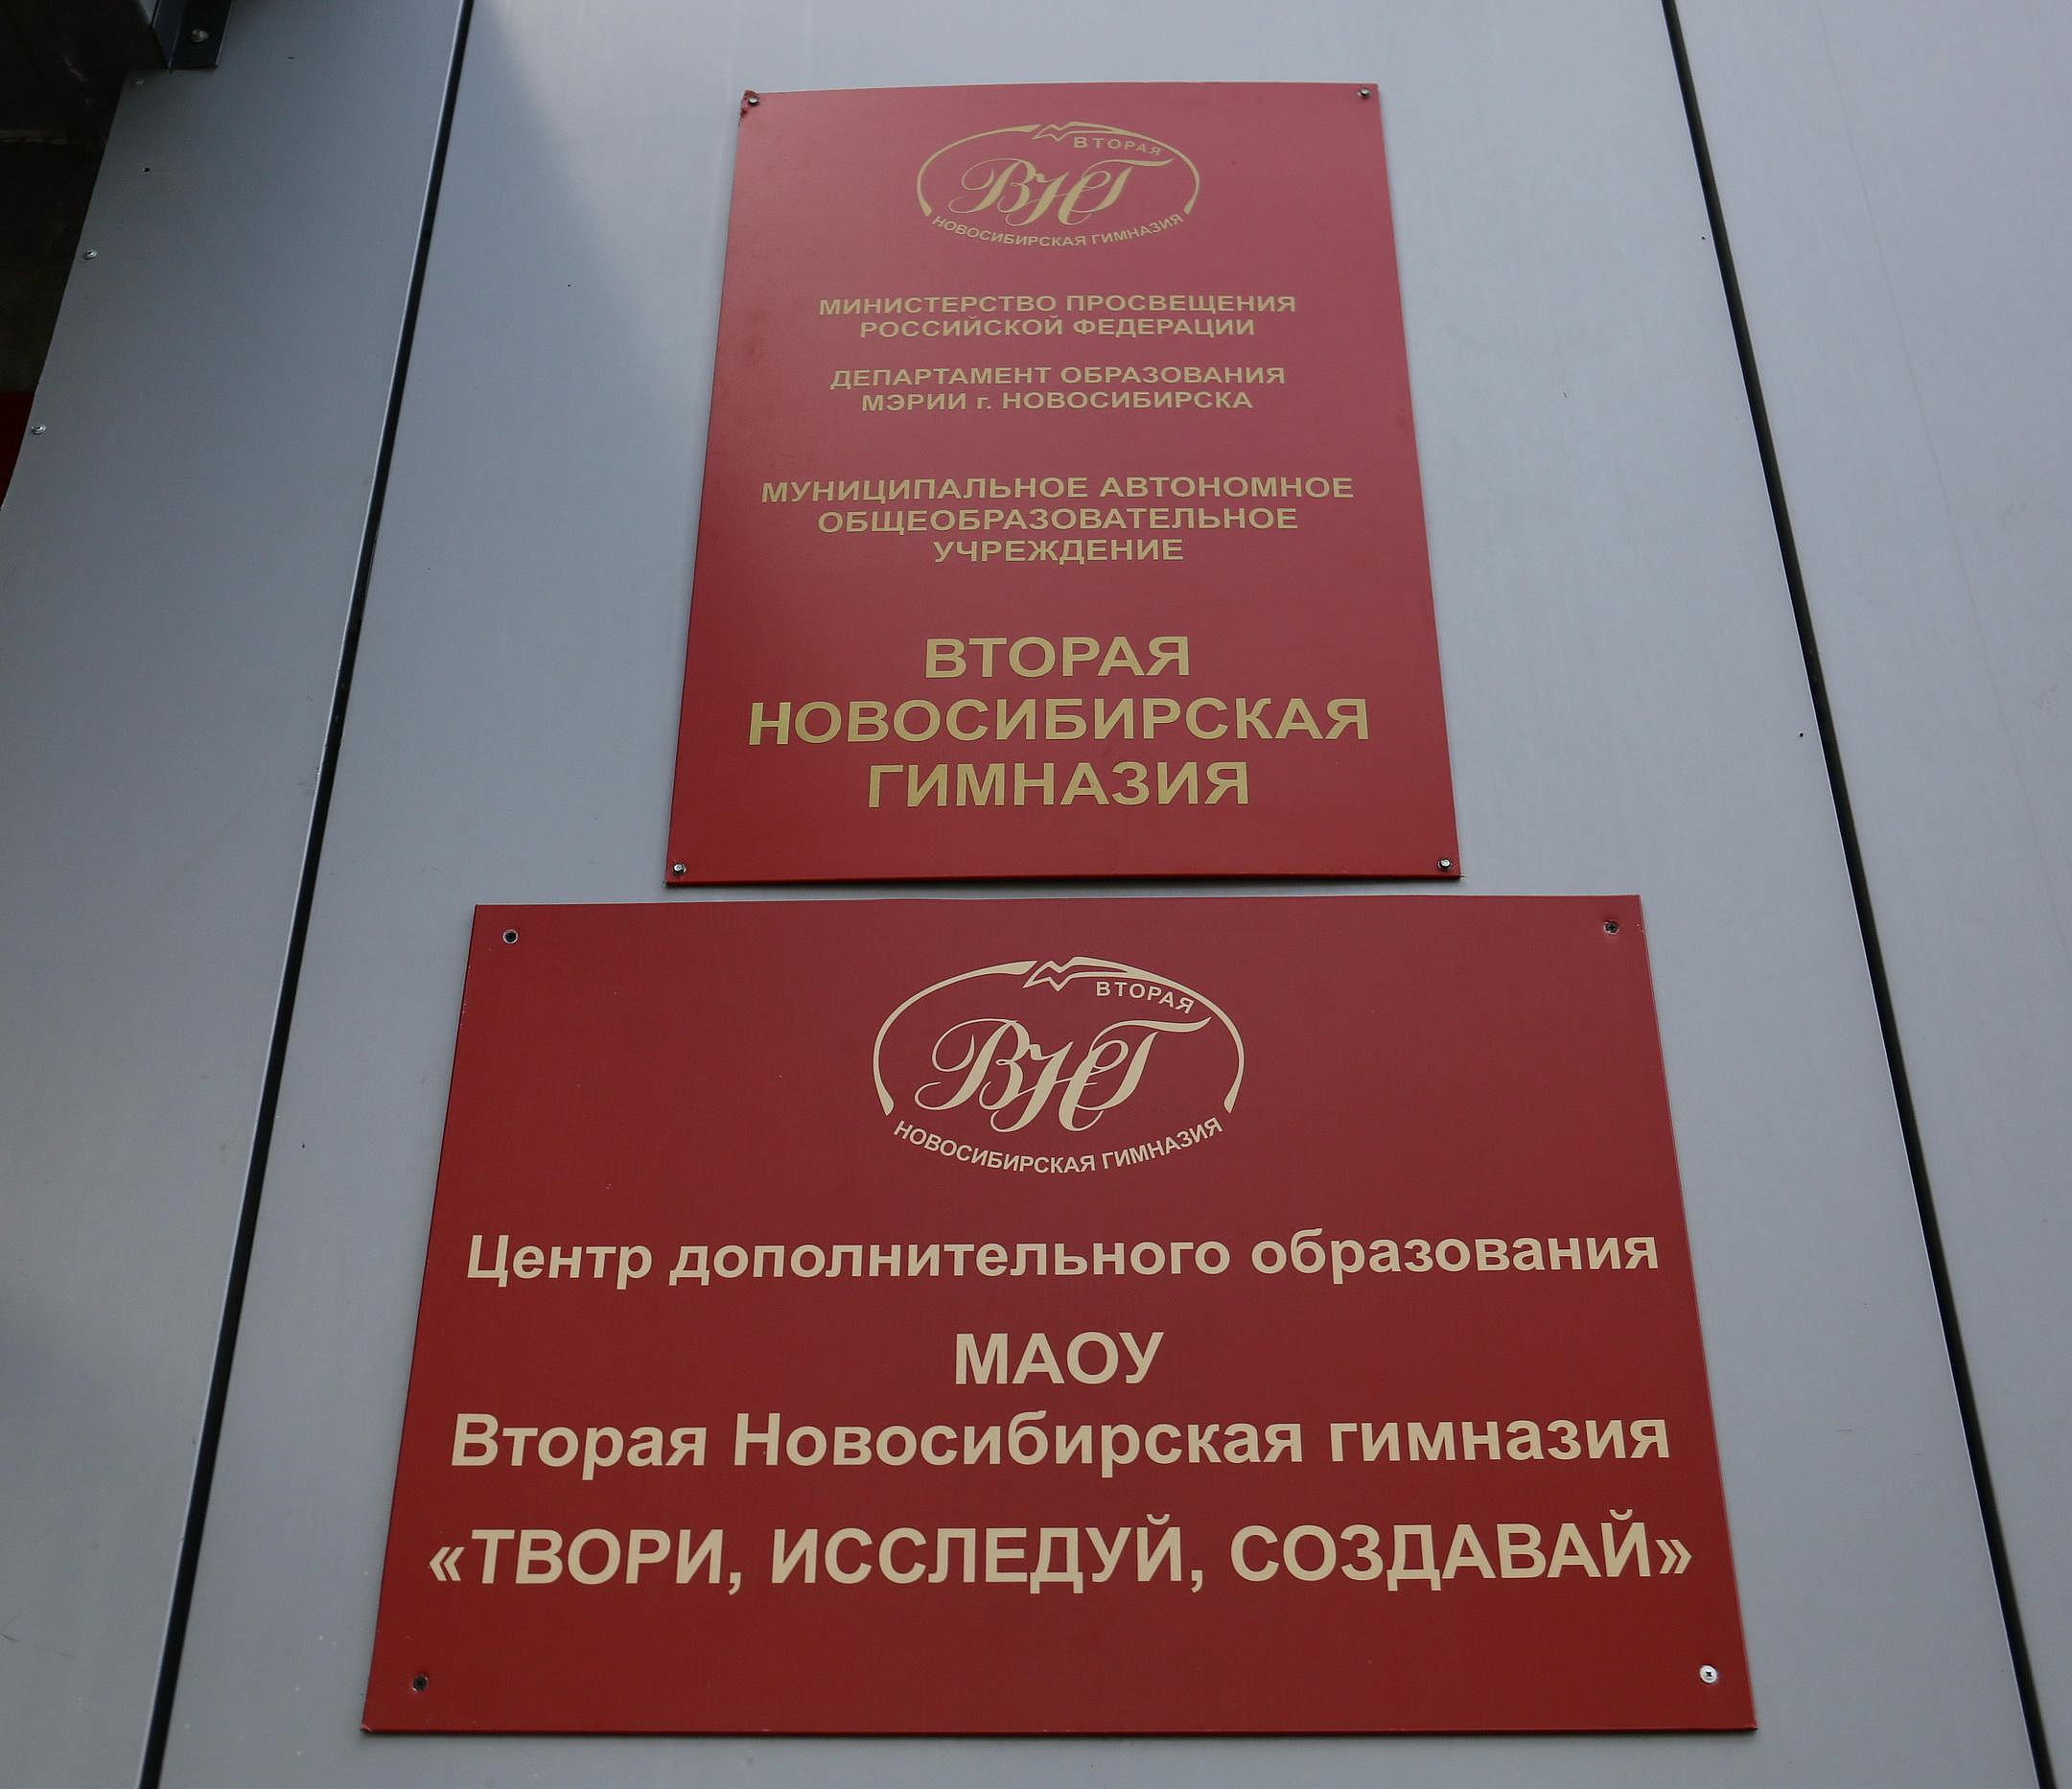 ВТОРАЯ
ВНГ
НОВОСИБИРСКАЯ ГИМНАЗИЯ
МИНИСТЕРСТВО ПРОСВЕЩЕНИЯ
РОССИЙСКОЙ ФЕДЕРАЦИИ
ДЕПАРТАМЕНТ ОБРАЗОВАНИЯ
МЭРИИ г. НОВОСИБИРСКА
МУНИЦИПАЛЬНОЕ АВТОНОМНОЕ
ОБЩЕОБРАЗОВАТЕЛЬНОЕ
УЧРЕЖДЕНИЕ
ВТОРАЯ
НОВОСИБИРСКАЯ
ГИМНАЗИЯ
ВТОРАЯ
ВНГ
НОВОСИБИРСКАЯ ГИМНАЗИЯ
Центр дополнительного образования
МАОУ
Вторая Новосибирская гимназия
«ТВОРИ, ИССЛЕДУЙ, СОЗДАВАЙ»